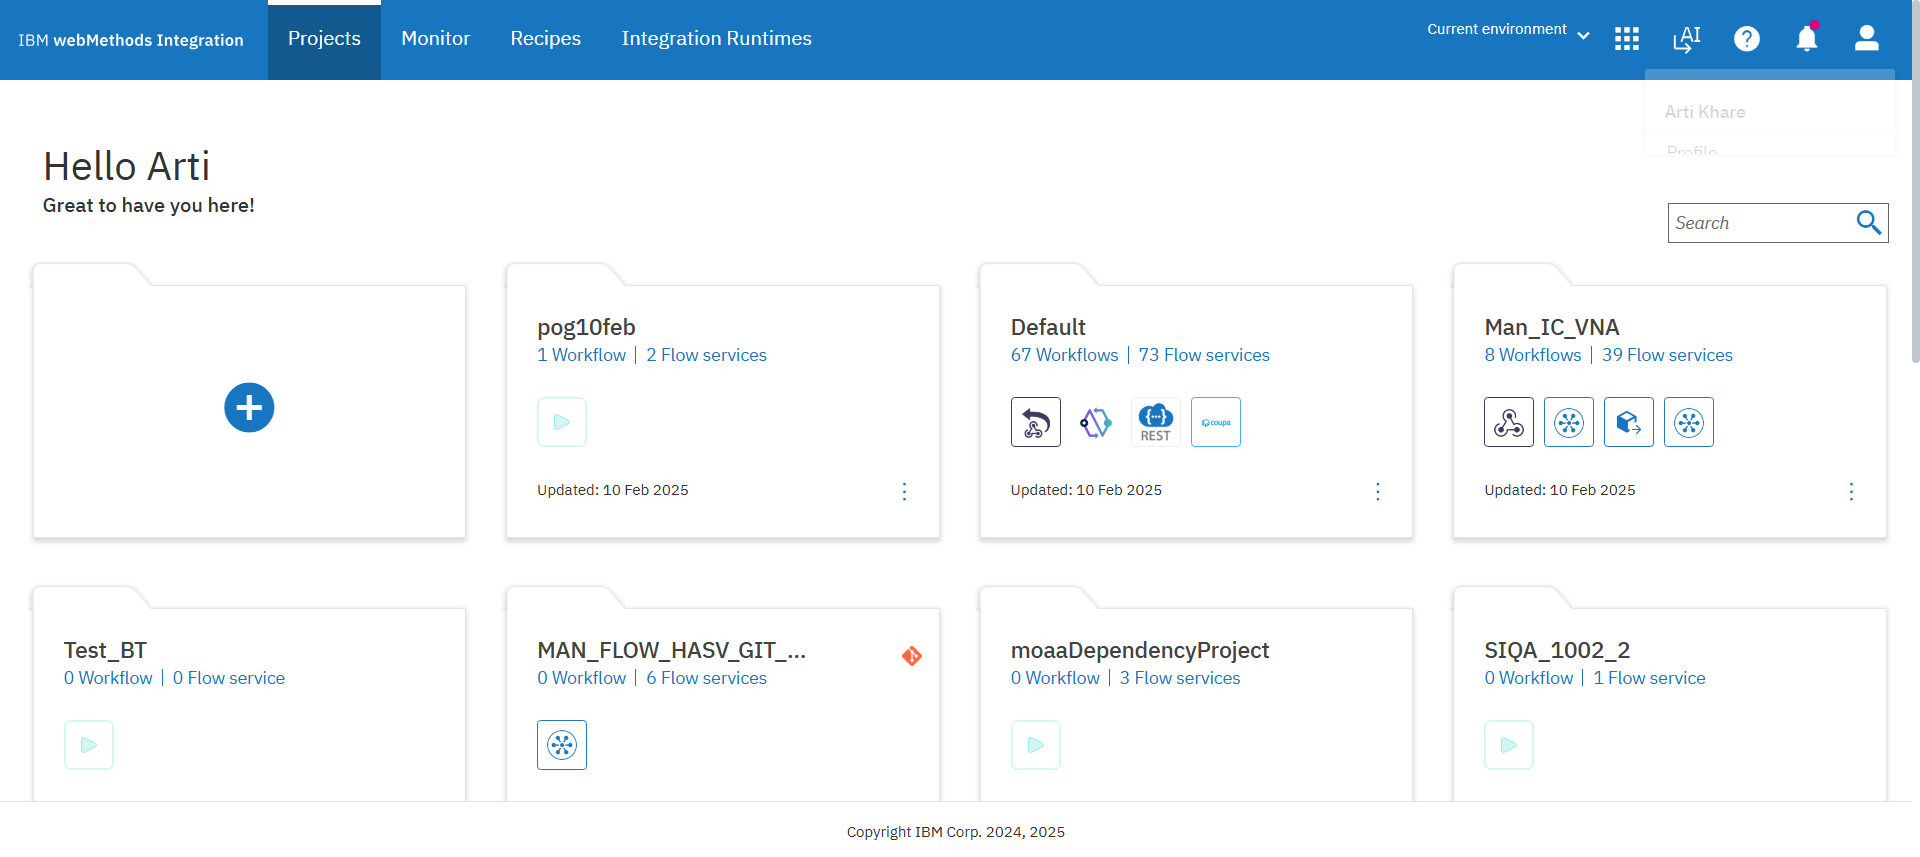 IBM webMethods Integration
Projects
Monitor
Recipes
Integration Runtimes
Current environment
AI
?
Arti Khare
Profile
Hello Arti
Great to have you here!
Search
pog10feb
1 Workflow | 2 Flow services
Updated: 10 Feb 2025
Default
67 Workflows | 73 Flow services
{...}
REST
coupa
Updated: 10 Feb 2025
Man_IC_VNA
8 Workflows | 39 Flow services
Updated: 10 Feb 2025
Test_BT
0 Workflow | 0 Flow service
MAN_FLOW_HASV_GIT_...
0 Workflow | 6 Flow services
moaaDependencyProject
0 Workflow | 3 Flow services
SIQA_1002_2
0 Workflow | 1 Flow service
Copyright IBM Corp. 2024, 2025